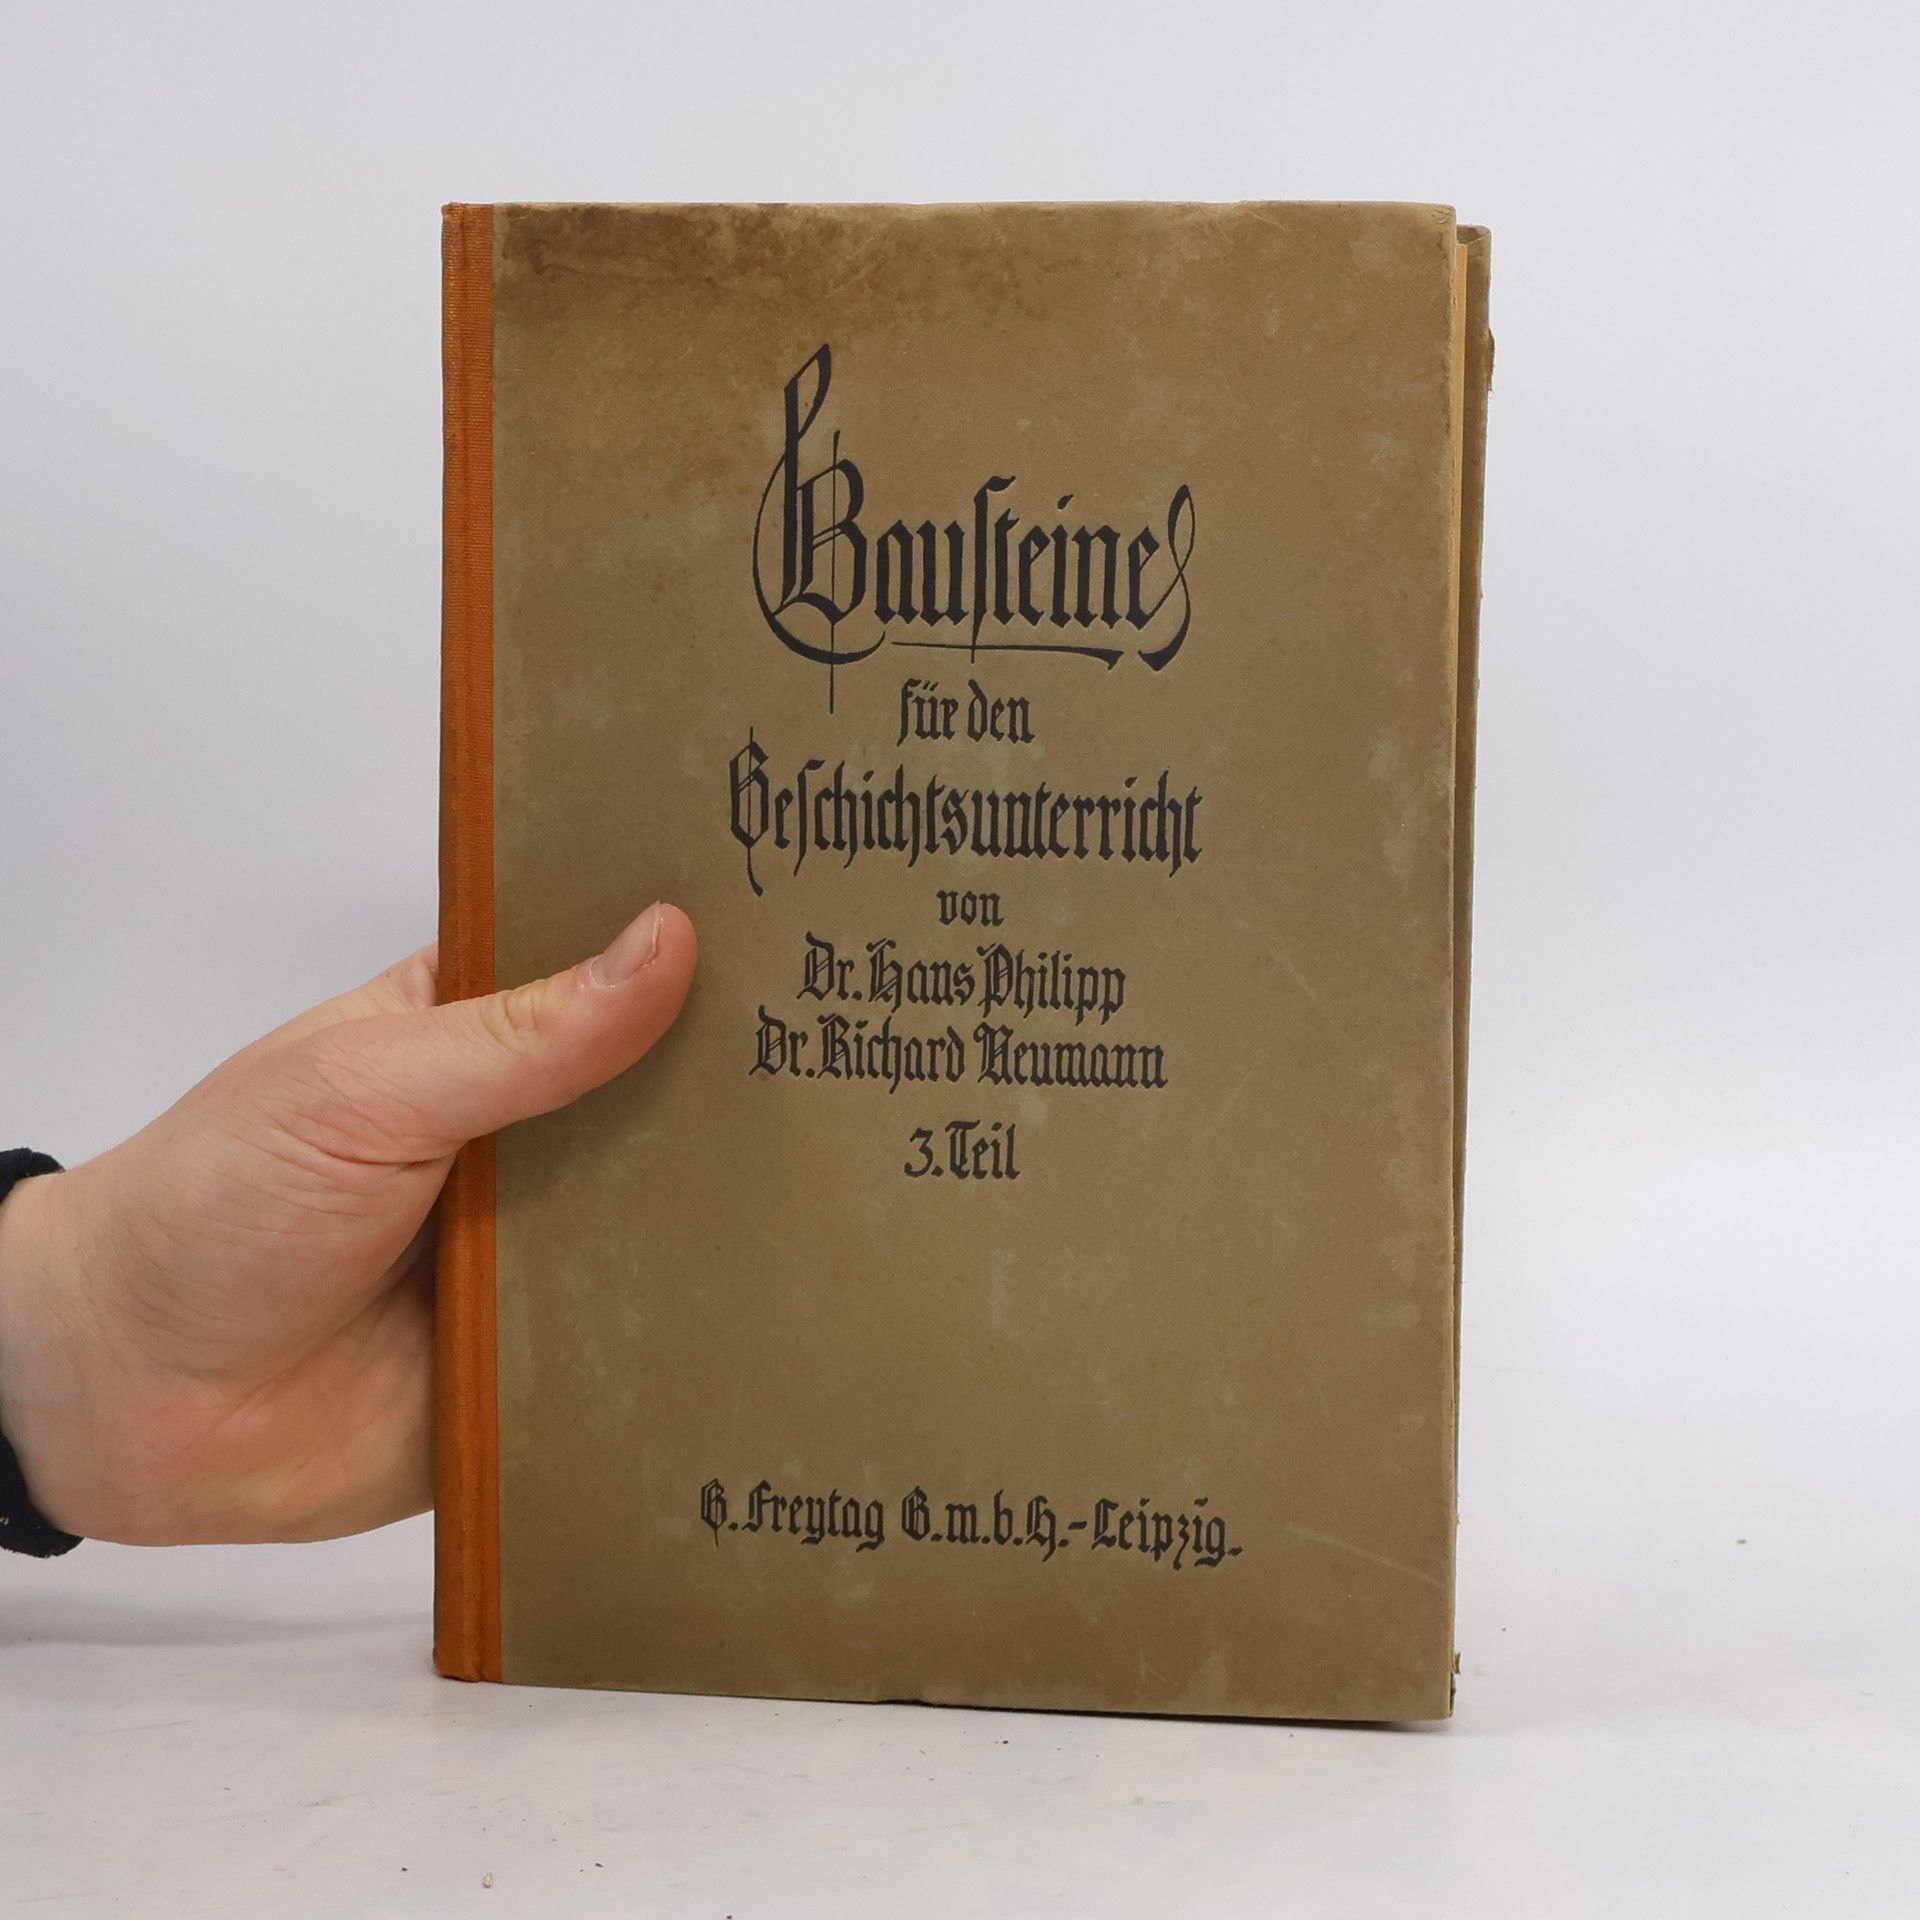 Bausteine
für den
Geschichtsunterricht
von
Dr. Hans Philipp
Dr. Richard Neumann
3. Teil
G. Freytag G.m.b.H.-Leipzig.